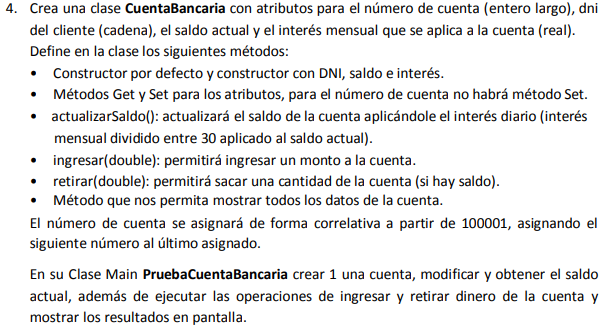 4. Crea una clase CuentaBancaria con atributos para el número de cuenta (entero largo), dni
del cliente (cadena), el saldo actual y el interés mensual que se aplica a la cuenta (real).
Define en la clase los siguientes métodos:
• Constructor por defecto y constructor con DNI, saldo e interés.
• Métodos Get y Set para los atributos, para el número de cuenta no habrá método Set.
• actualizarSaldo(): actualizará el saldo de la cuenta aplicándole el interés diario (interés
mensual dividido entre 30 aplicado al saldo actual).
• ingresar(double): permitirá ingresar un monto a la cuenta.
• retirar(double): permitirá sacar una cantidad de la cuenta (si hay saldo).
• Método que nos permita mostrar todos los datos de la cuenta.
El número de cuenta se asignará de forma correlativa a partir de 100001, asignando el
siguiente número al último asignado.
En su Clase Main PruebaCuentaBancaria crear 1 una cuenta, modificar y obtener el saldo
actual, además de ejecutar las operaciones de ingresar y retirar dinero de la cuenta y
mostrar los resultados en pantalla.